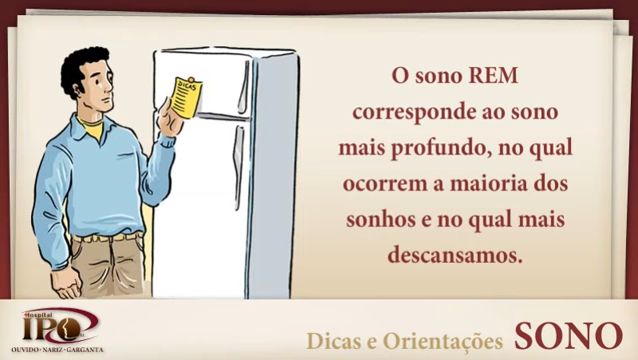 DICAS
O sono REM
corresponde ao sono
mais profundo, no qual
ocorrem a maioria dos
sonhos e no qual mais
descansamos.
Hospital
IPO
OUVIDO • NARIZ • GARGANTA
Dicas e Orientações SONO